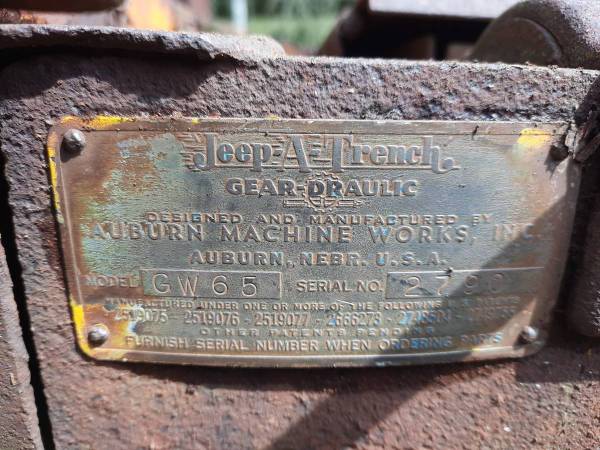 Jeep-A-Trench
GEAR-DRAULIC
DESIGNED AND MANUFACTURED BY
AUBURN MACHINE WORKS, INC.
AUBURN, NEBR. U.S.A.
MODEL GW65 SERIAL NO.
MANUFACTURED UNDER ONE OR MORE OF THE FOLLOWING U.S. PATENTS
2519075 - 2519076 - 2519077 - 2666273 -
OTHER PATENTS PENDING
FURNISH SERIAL NUMBER WHEN ORDERING PARTS